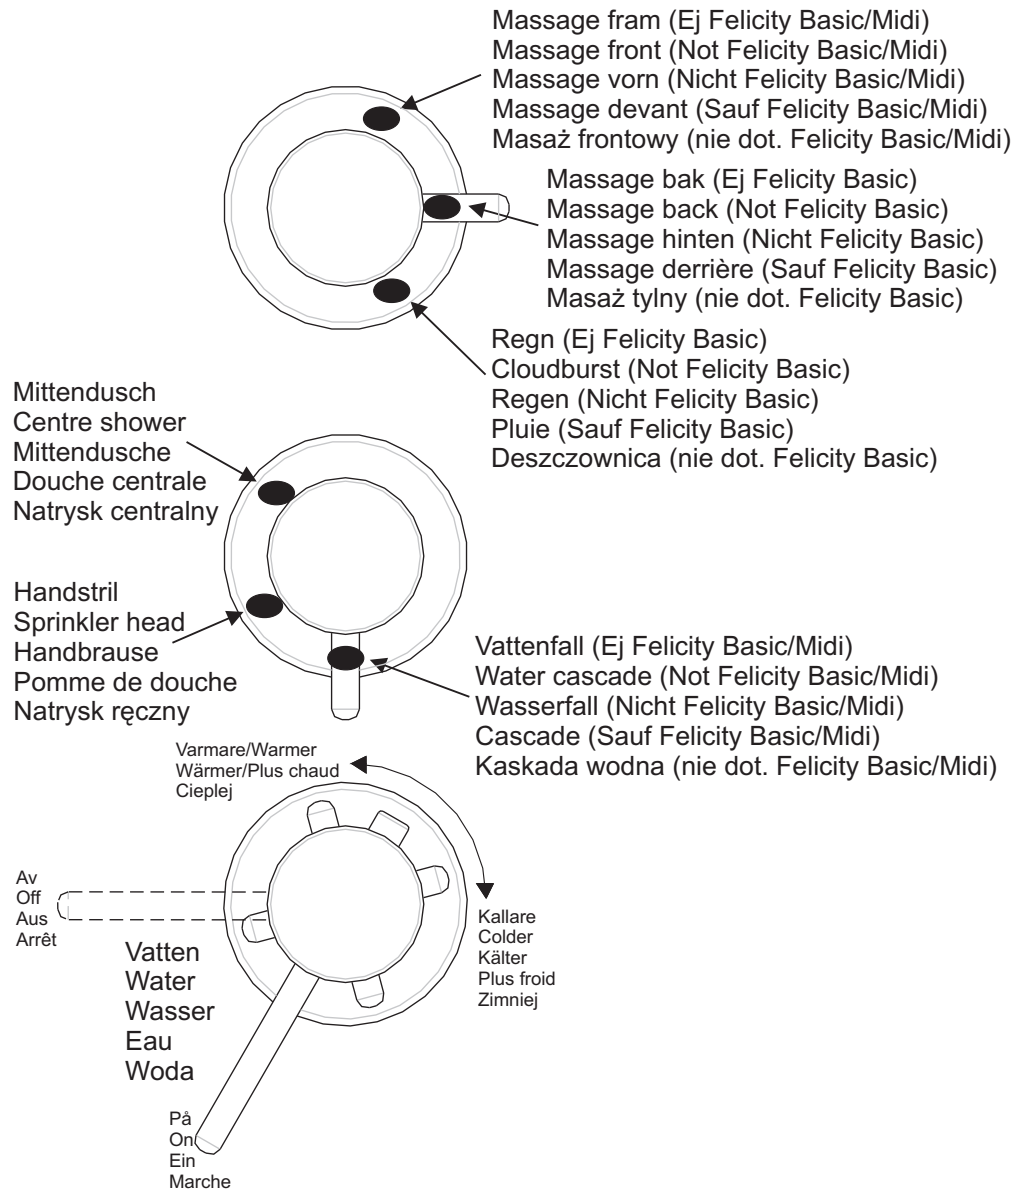 Massage fram (Ej Felicity Basic/Midi)
Massage front (Not Felicity Basic/Midi)
Massage vorn (Nicht Felicity Basic/Midi)
Massage devant (Sauf Felicity Basic/Midi)
Masaż frontowy (nie dot. Felicity Basic/Midi)
Massage bak (Ej Felicity Basic)
Massage back (Not Felicity Basic)
Massage hinten (Nicht Felicity Basic)
Massage derrière (Sauf Felicity Basic)
Masaż tylny (nie dot. Felicity Basic)
Regn (Ej Felicity Basic)
Cloudburst (Not Felicity Basic)
Regen (Nicht Felicity Basic)
Pluie (Sauf Felicity Basic)
Deszczownica (nie dot. Felicity Basic)
Mittendusch
Centre shower
Mittendusche
Douche centrale
Natrysk centralny
Handstril
Sprinkler head
Handbrause
Pomme de douche
Natrysk ręczny
Vattenfall (Ej Felicity Basic/Midi)
Water cascade (Not Felicity Basic/Midi)
Wasserfall (Nicht Felicity Basic/Midi)
Cascade (Sauf Felicity Basic/Midi)
Kaskada wodna (nie dot. Felicity Basic/Midi)
Varmare/Warmer
Wärmer/Plus chaud
Cieplej
Av
Off
Aus
Arrêt
Kallare
Colder
Kälter
Plus froid
Zimniej
Vatten
Water
Wasser
Eau
Woda
På
On
Ein
Marche